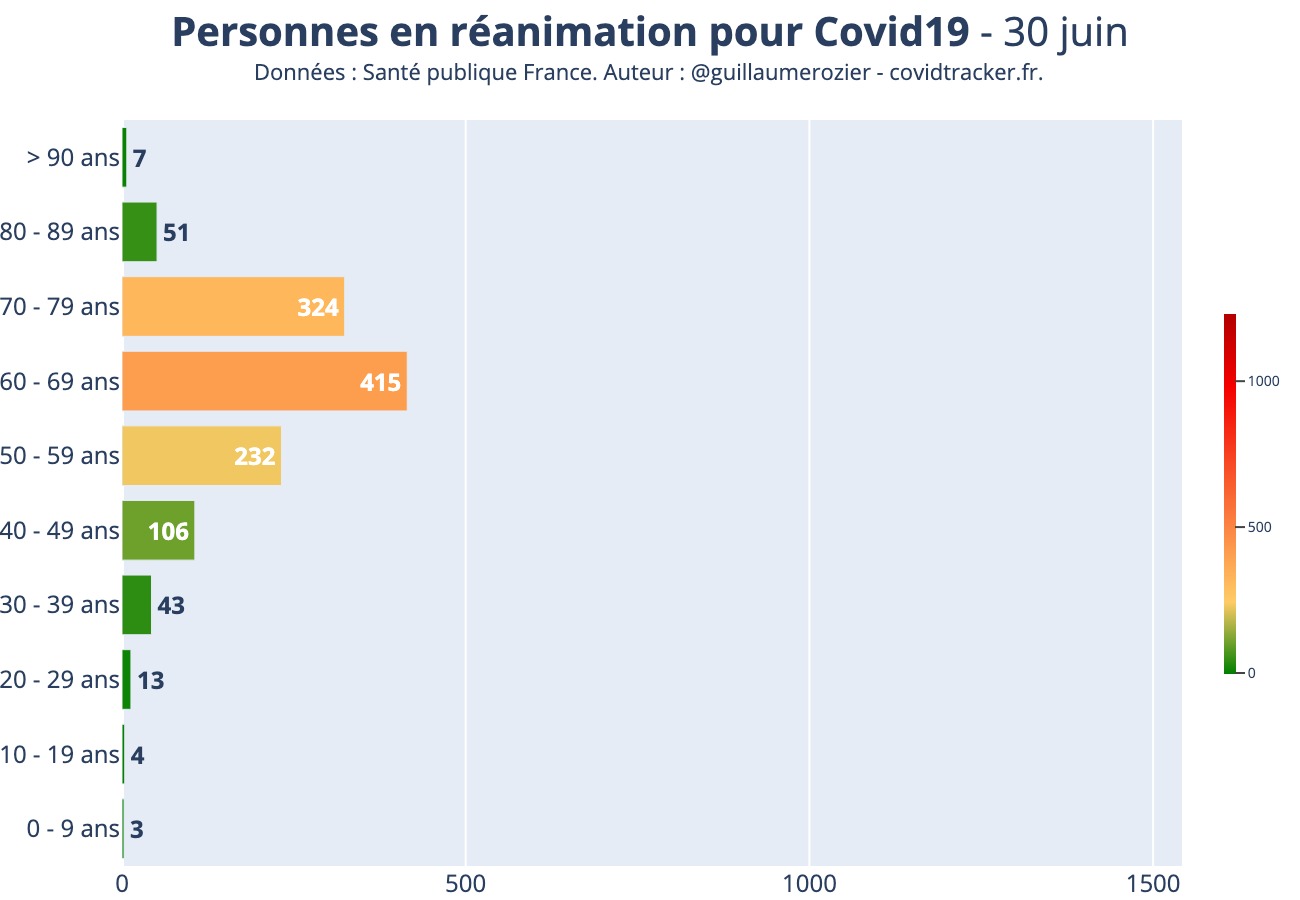 Personnes en réanimation pour Covid19 - 30 juin
Données : Santé publique France. Auteur : @guillaumerozier - covidtracker.fr.
> 90 ans 7
80 - 89 ans 51
70 - 79 ans 324
60 - 69 ans 415
50 - 59 ans 232
40 - 49 ans 106
30 - 39 ans 43
20 - 29 ans 13
10 - 19 ans 4
0 - 9 ans 3
0 500 1000 1500
1000
500
0